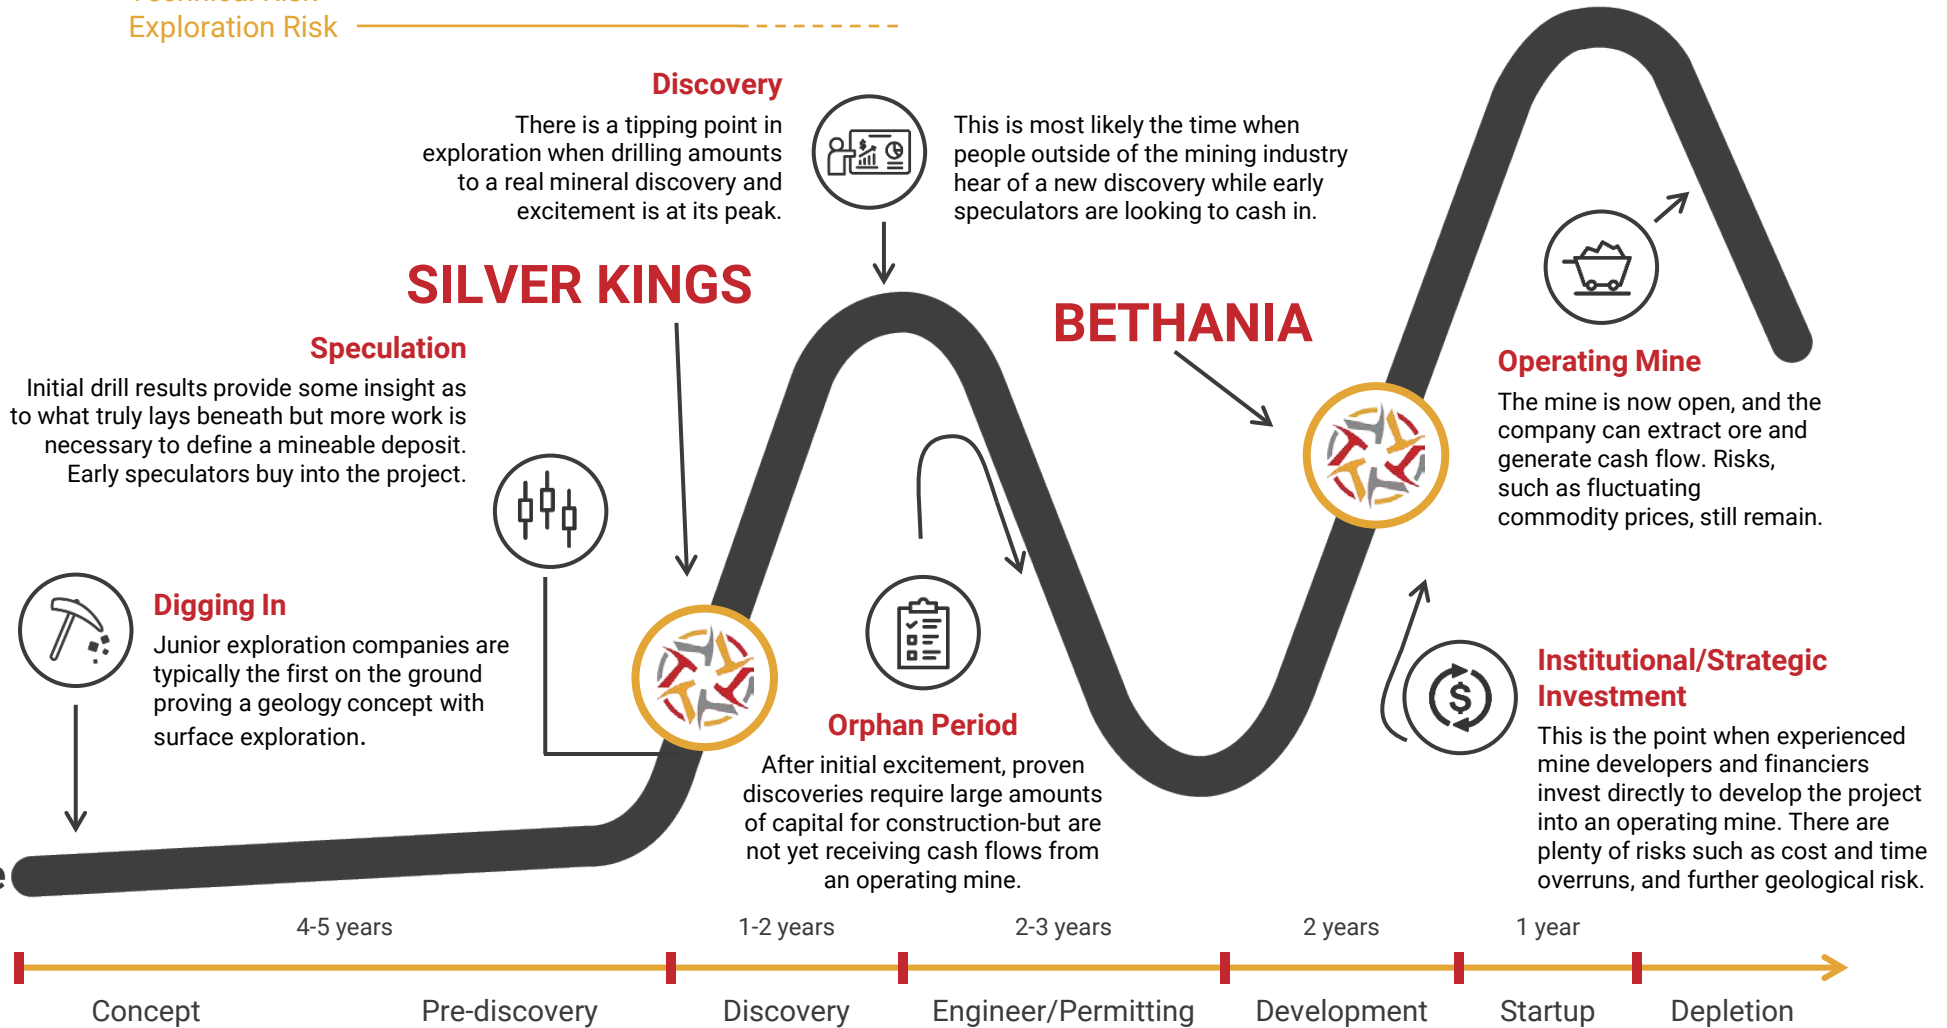 Exploration Risk
Discovery
There is a tipping point in
exploration when drilling amounts
to a real mineral discovery and
excitement is at its peak.
This is most likely the time when
people outside of the mining industry
hear of a new discovery while early
speculators are looking to cash in.
SILVER KINGS
BETHANIA
Speculation
Initial drill results provide some insight as
to what truly lays beneath but more work is
necessary to define a mineable deposit.
Early speculators buy into the project.
Operating Mine
The mine is now open, and the
company can extract ore and
generate cash flow. Risks,
such as fluctuating
commodity prices, still remain.
Digging In
Junior exploration companies are
typically the first on the ground
proving a geology concept with
surface exploration.
Orphan Period
After initial excitement, proven
discoveries require large amounts
of capital for construction-but are
not yet receiving cash flows from
an operating mine.
Institutional/Strategic
Investment
This is the point when experienced
mine developers and financiers
invest directly to develop the project
into an operating mine. There are
plenty of risks such as cost and time
overruns, and further geological risk.
4-5 years
1-2 years
2-3 years
2 years
1 year
Concept
Pre-discovery
Discovery
Engineer/Permitting
Development
Startup
Depletion